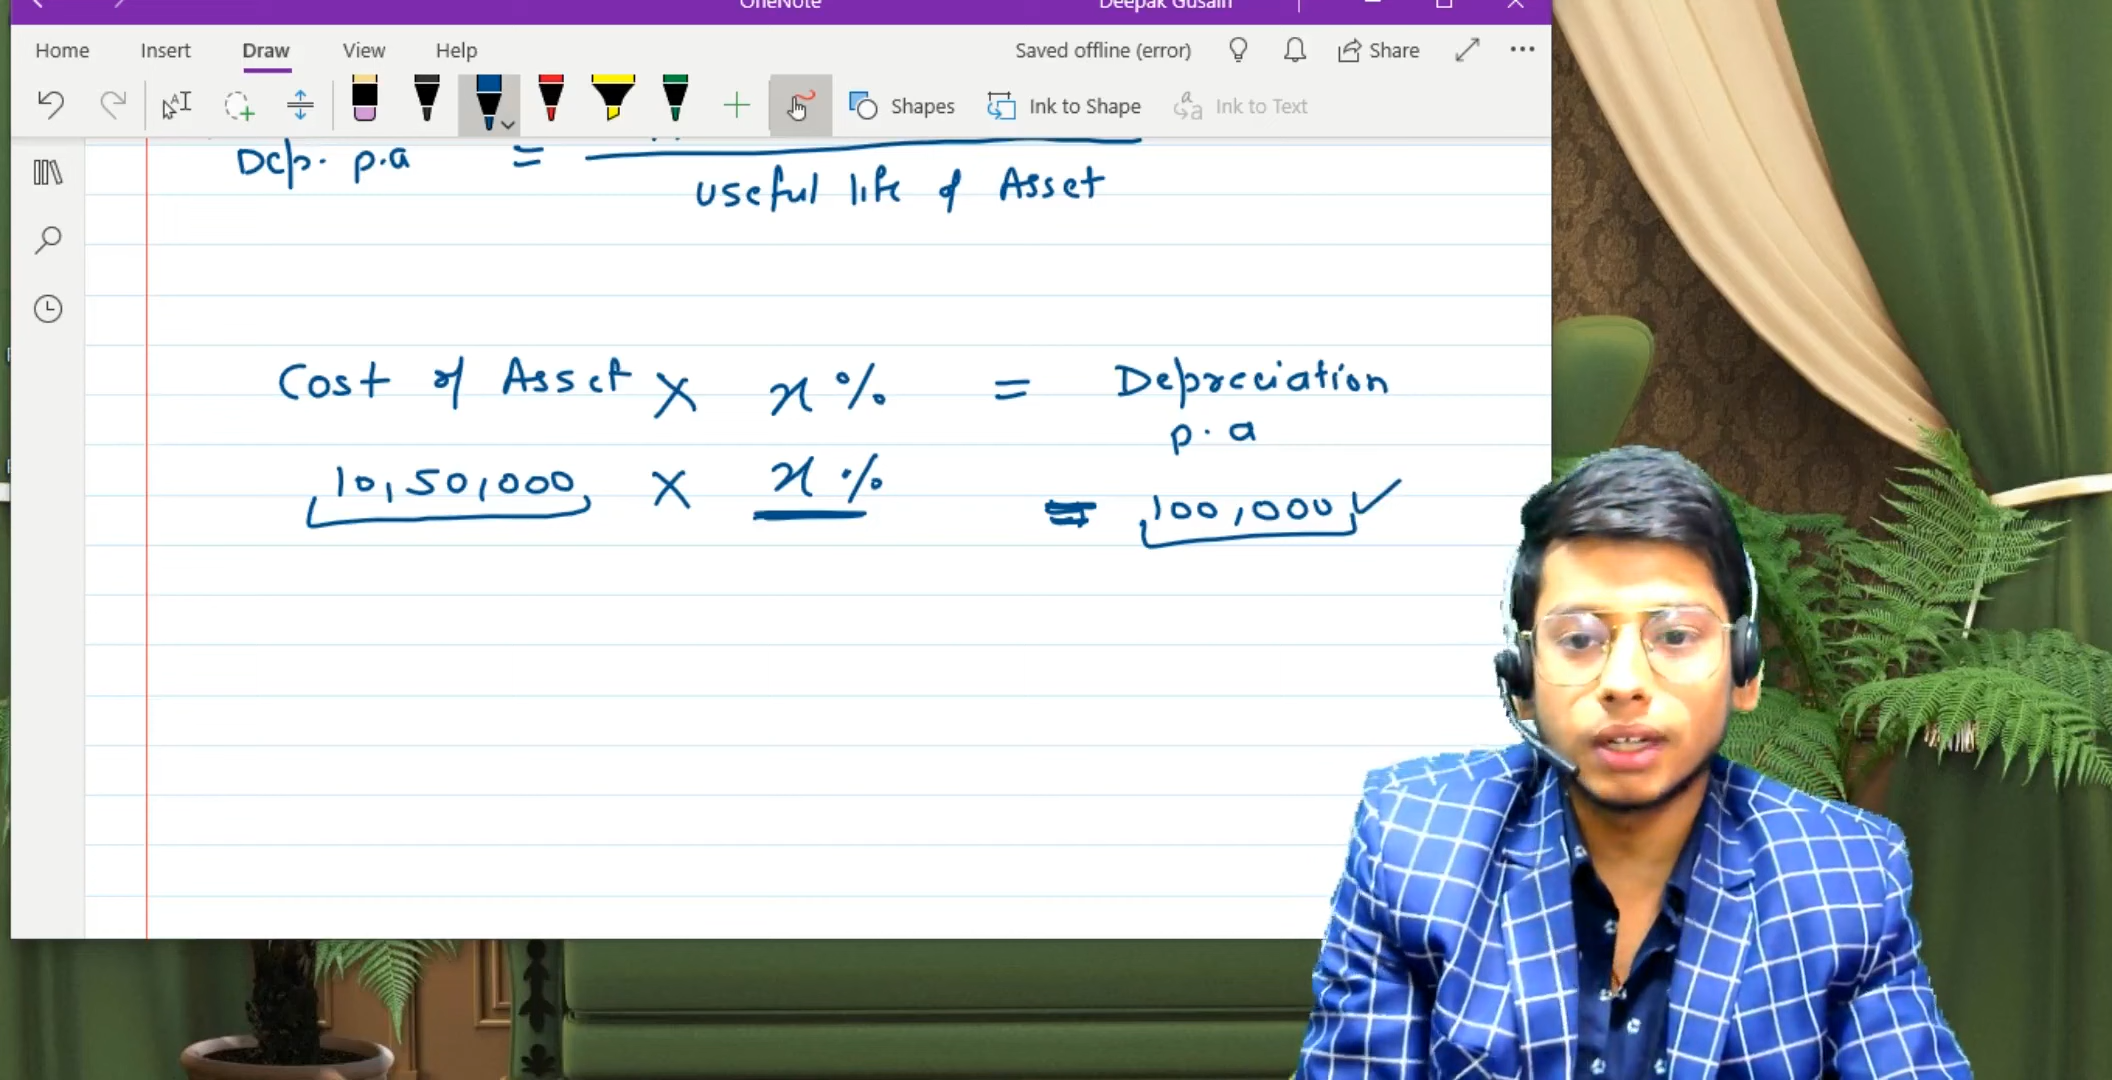 OneNote Deepak Gusain
Home Insert Draw View Help Saved offline (error) Share
Shapes Ink to Shape Ink to Text
Dep. p.a =
useful life of Asset
Cost of Asset X x% = Depreciation
p.a
10,50,000 X x% = 100,000 ✓